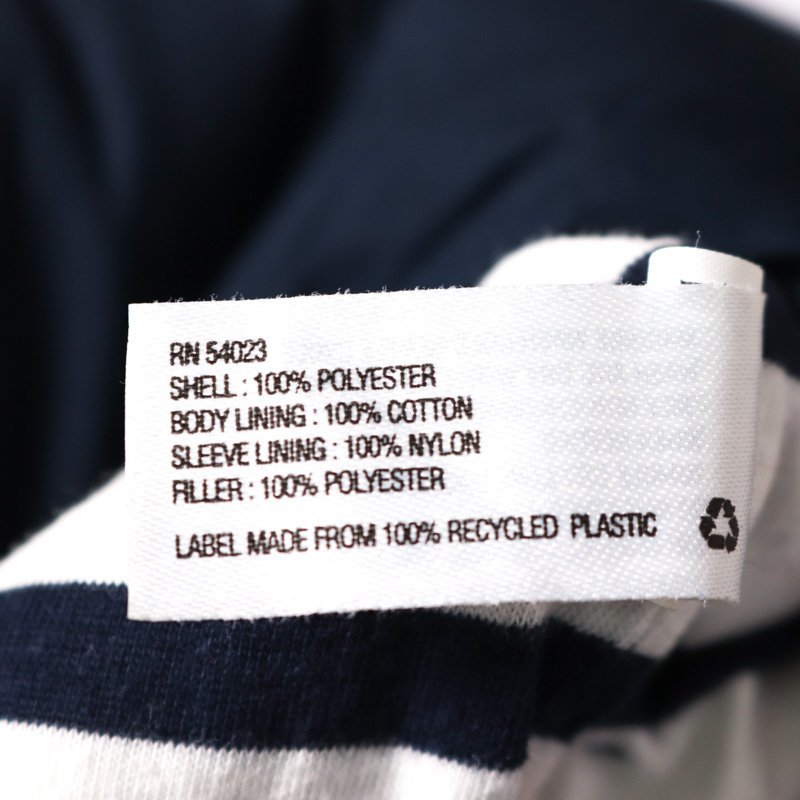 RN 54023
SHELL : 100% POLYESTER
BODY LINING : 100% COTTON
SLEEVE LINING : 100% NYLON
FILLER : 100% POLYESTER
LABEL MADE FROM 100% RECYCLED PLASTIC